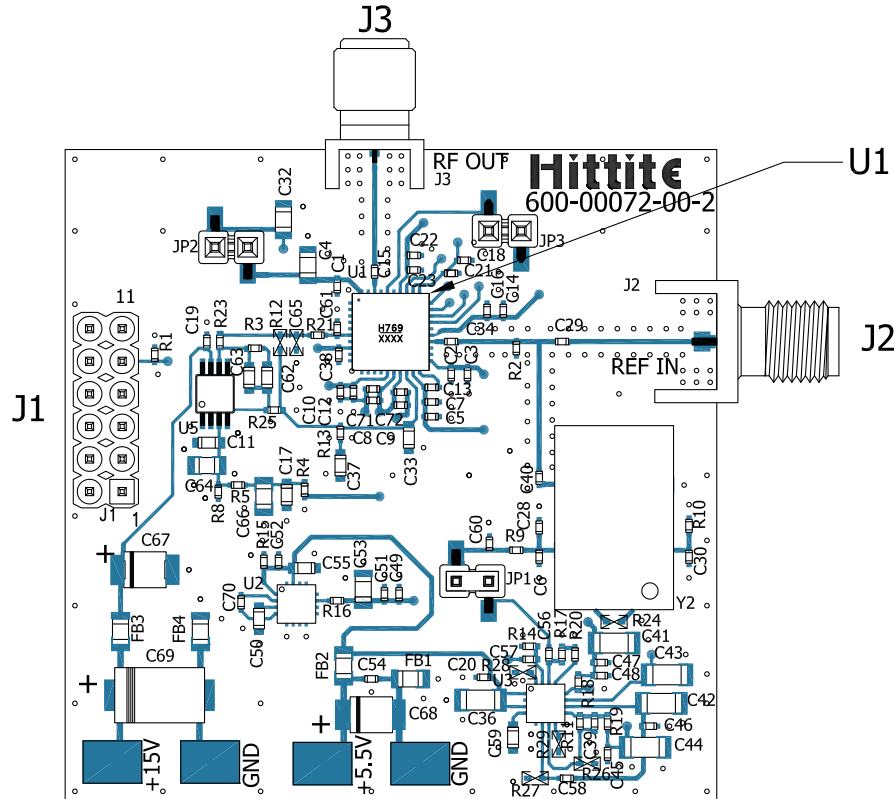 J3
RF OUT
J3
Hittite
600-00072-00-2
U1
C32
JP2
C4
C1
U1
C15
C22
C23
C18
C21
C16
C14
JP3
J2
J2
REF IN
11
J1
J1
1
R1
C19
R23
R3
R12
C65
R21
C61
C38
H769
XXXX
C34
C29
C2
C3
R2
C63
C62
U5
R25
C10
C12
C71
C72
C8
C9
C13
C7
C5
C11
C64
R8
R5
C66
C17
R4
R13
C37
C33
C40
C28
C6
C60
R9
R10
C30
Y2
JP1
C67
+
FB3
FB4
C69
+
+15V
GND
R15
C52
C55
C53
C51
C49
U2
C70
C50
R16
FB2
C54
FB1
C68
+
+5.5V
GND
C20
C36
C59
R14
C57
R28
U3
C56
R17
R20
R24
C41
C47
C48
C43
C42
R18
R19
C46
C44
C45
C39
R11
R29
R26
R27
C58